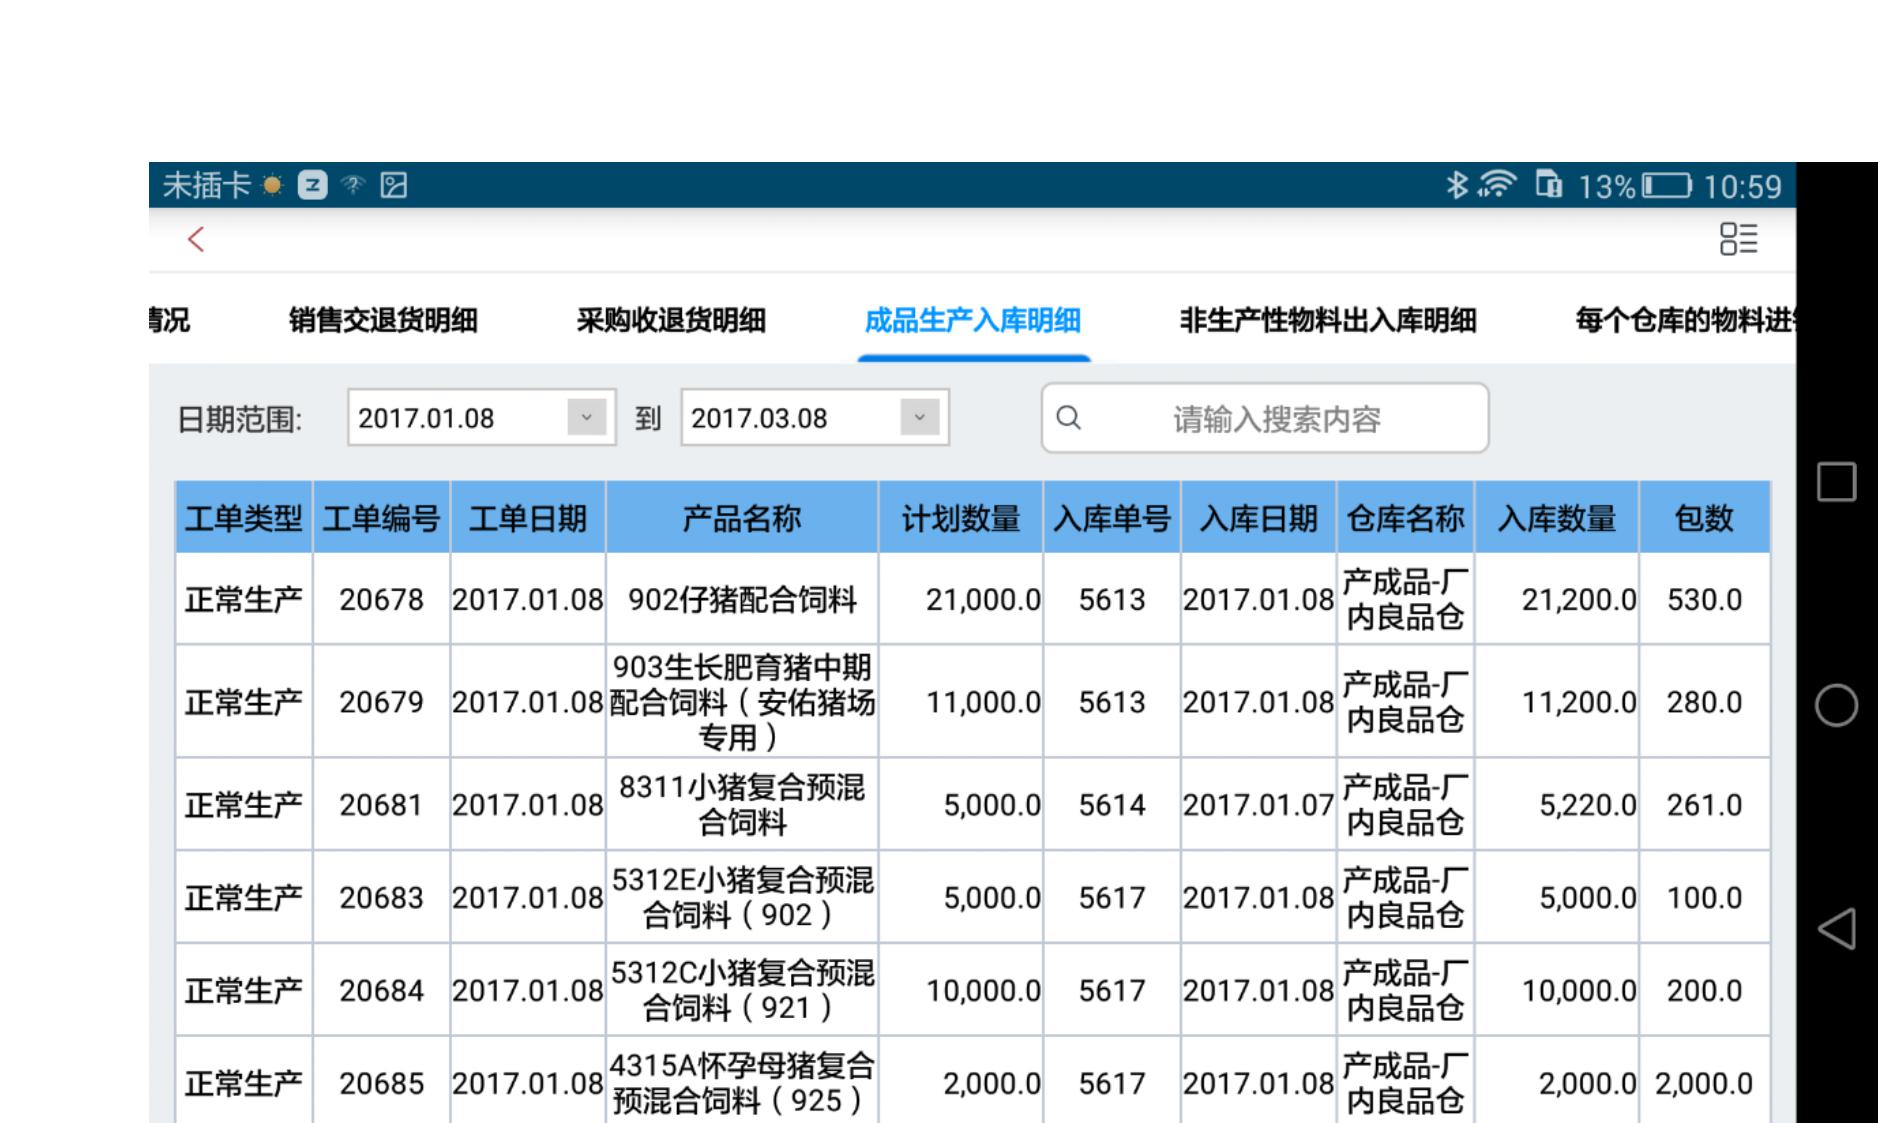 未插卡 13% 10:59
情况 销售交退货明细 采购收退货明细 成品生产入库明细 非生产性物料出入库明细 每个仓库的物料进销
日期范围: 2017.01.08 到 2017.03.08 请输入搜索内容
工单类型 工单编号 工单日期 产品名称 计划数量 入库单号 入库日期 仓库名称 入库数量 包数
正常生产 20678 2017.01.08 902仔猪配合饲料 21,000.0 5613 2017.01.08 产成品-厂内良品仓 21,200.0 530.0
正常生产 20679 2017.01.08 903生长肥育猪中期配合饲料（安佑猪场专用） 11,000.0 5613 2017.01.08 产成品-厂内良品仓 11,200.0 280.0
正常生产 20681 2017.01.08 8311小猪复合预混合饲料 5,000.0 5614 2017.01.07 产成品-厂内良品仓 5,220.0 261.0
正常生产 20683 2017.01.08 5312E小猪复合预混合饲料（902） 5,000.0 5617 2017.01.08 产成品-厂内良品仓 5,000.0 100.0
正常生产 20684 2017.01.08 5312C小猪复合预混合饲料（921） 10,000.0 5617 2017.01.08 产成品-厂内良品仓 10,000.0 200.0
正常生产 20685 2017.01.08 4315A怀孕母猪复合预混合饲料（925） 2,000.0 5617 2017.01.08 产成品-厂内良品仓 2,000.0 2,000.0